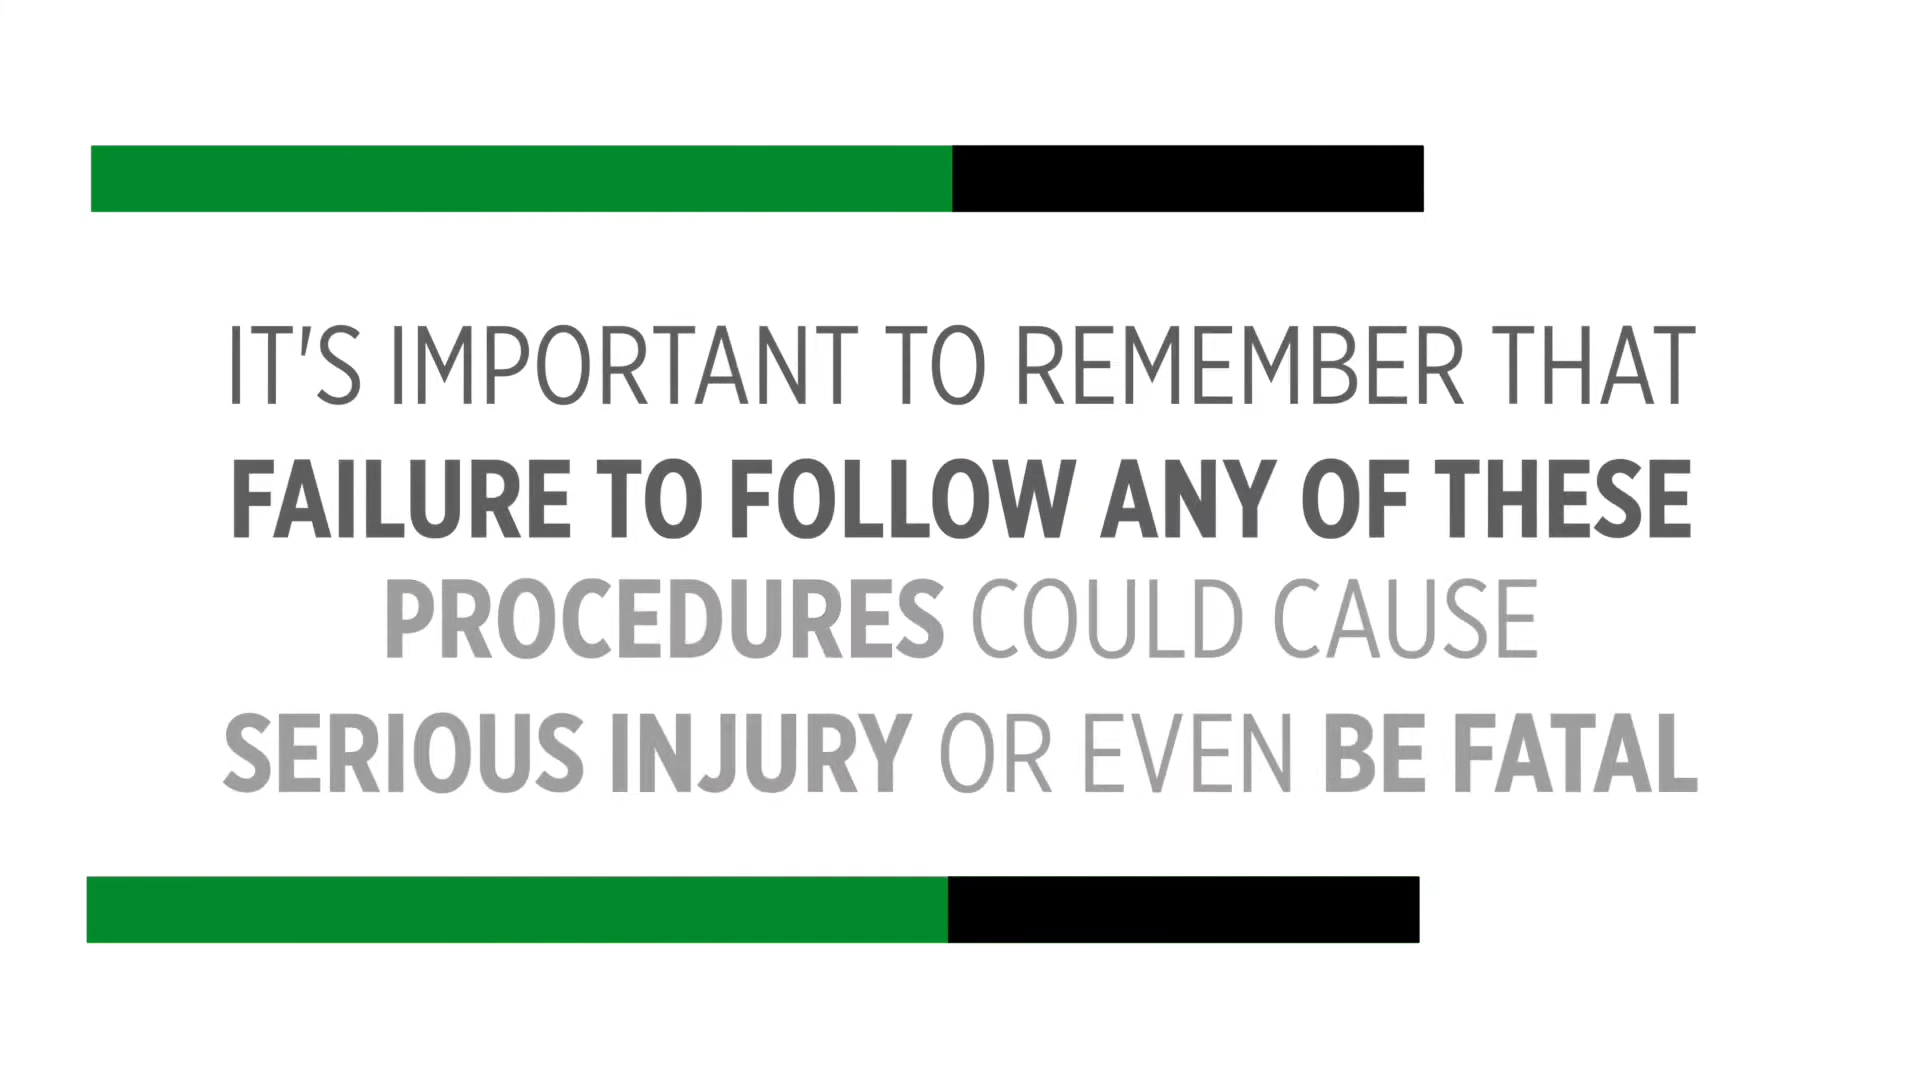 IT'S IMPORTANT TO REMEMBER THAT
FAILURE TO FOLLOW ANY OF THESE
PROCEDURES COULD CAUSE
SERIOUS INJURY OR EVEN BE FATAL